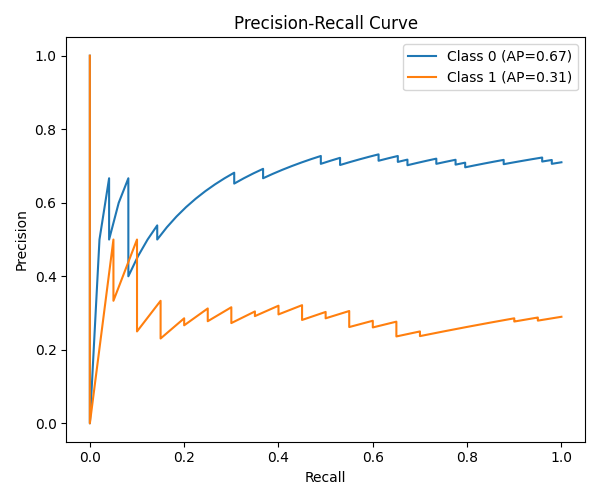 Precision-Recall Curve
Class 0 (AP=0.67)
Class 1 (AP=0.31)
Precision
1.0
0.8
0.6
0.4
0.2
0.0
0.0 0.2 0.4 0.6 0.8 1.0
Recall